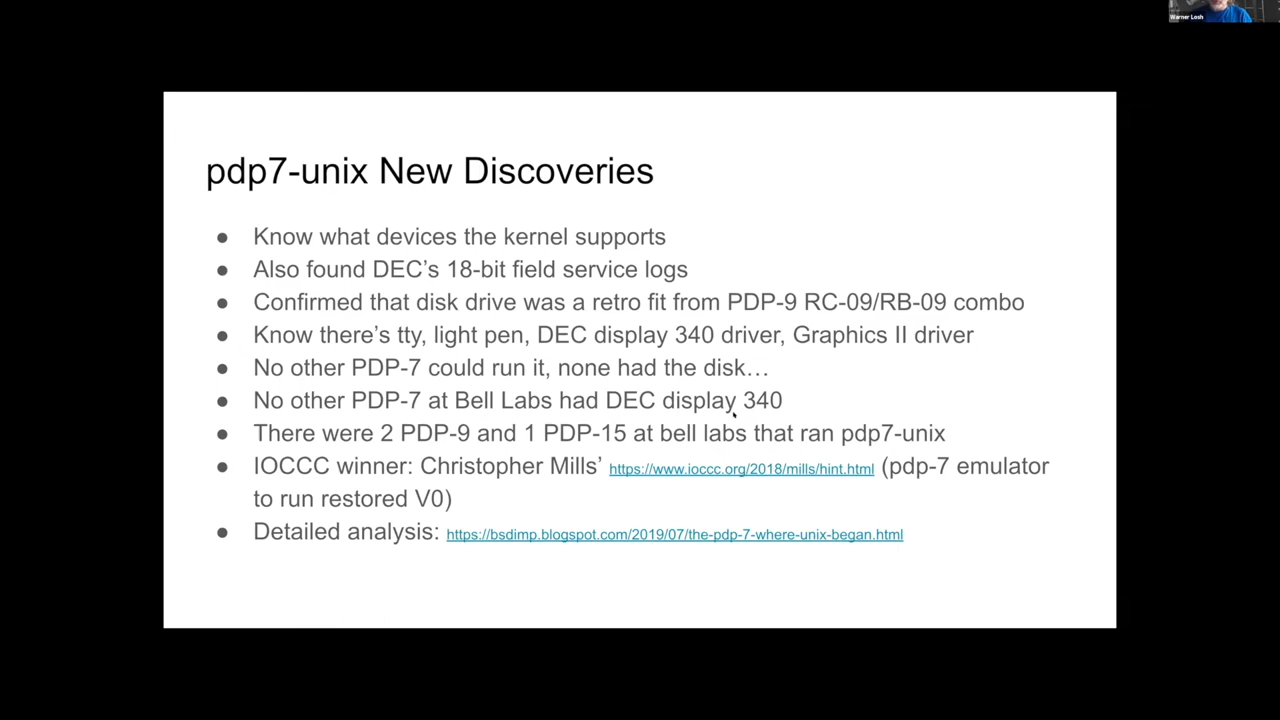 Warner Losh
pdp7-unix New Discoveries
● Know what devices the kernel supports
● Also found DEC’s 18-bit field service logs
● Confirmed that disk drive was a retro fit from PDP-9 RC-09/RB-09 combo
● Know there’s tty, light pen, DEC display 340 driver, Graphics II driver
● No other PDP-7 could run it, none had the disk…
● No other PDP-7 at Bell Labs had DEC display 340
● There were 2 PDP-9 and 1 PDP-15 at bell labs that ran pdp7-unix
● IOCCC winner: Christopher Mills’ https://www.ioccc.org/2018/mills/hint.html (pdp-7 emulator
to run restored V0)
● Detailed analysis: https://bsdimp.blogspot.com/2019/07/the-pdp-7-where-unix-began.html